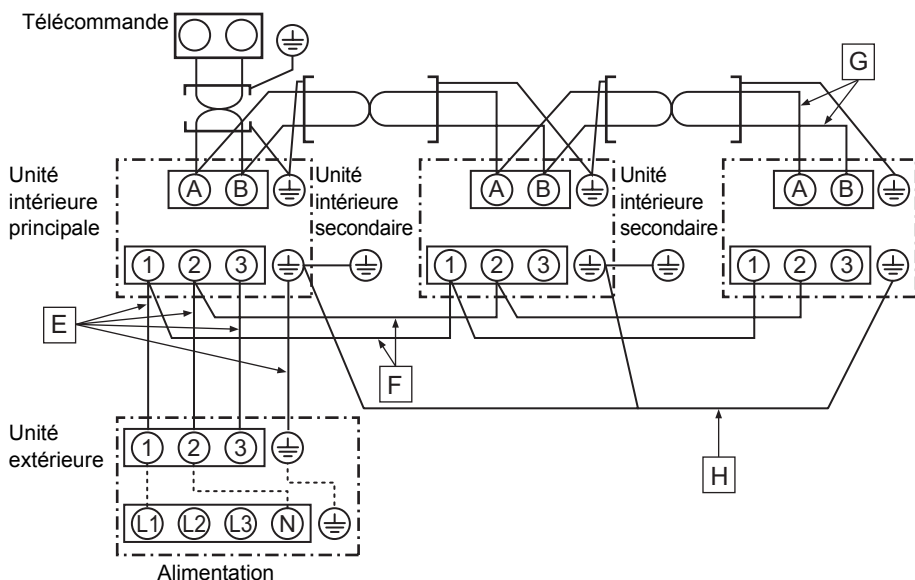 Télécommande
G
Unité
intérieure
principale
A B
Unité
intérieure
secondaire
A B
Unité
intérieure
secondaire
A B
1 2 3
1 2 3
1 2 3
E
F
Unité
extérieure
1 2 3
H
L1 L2 L3 N
Alimentation